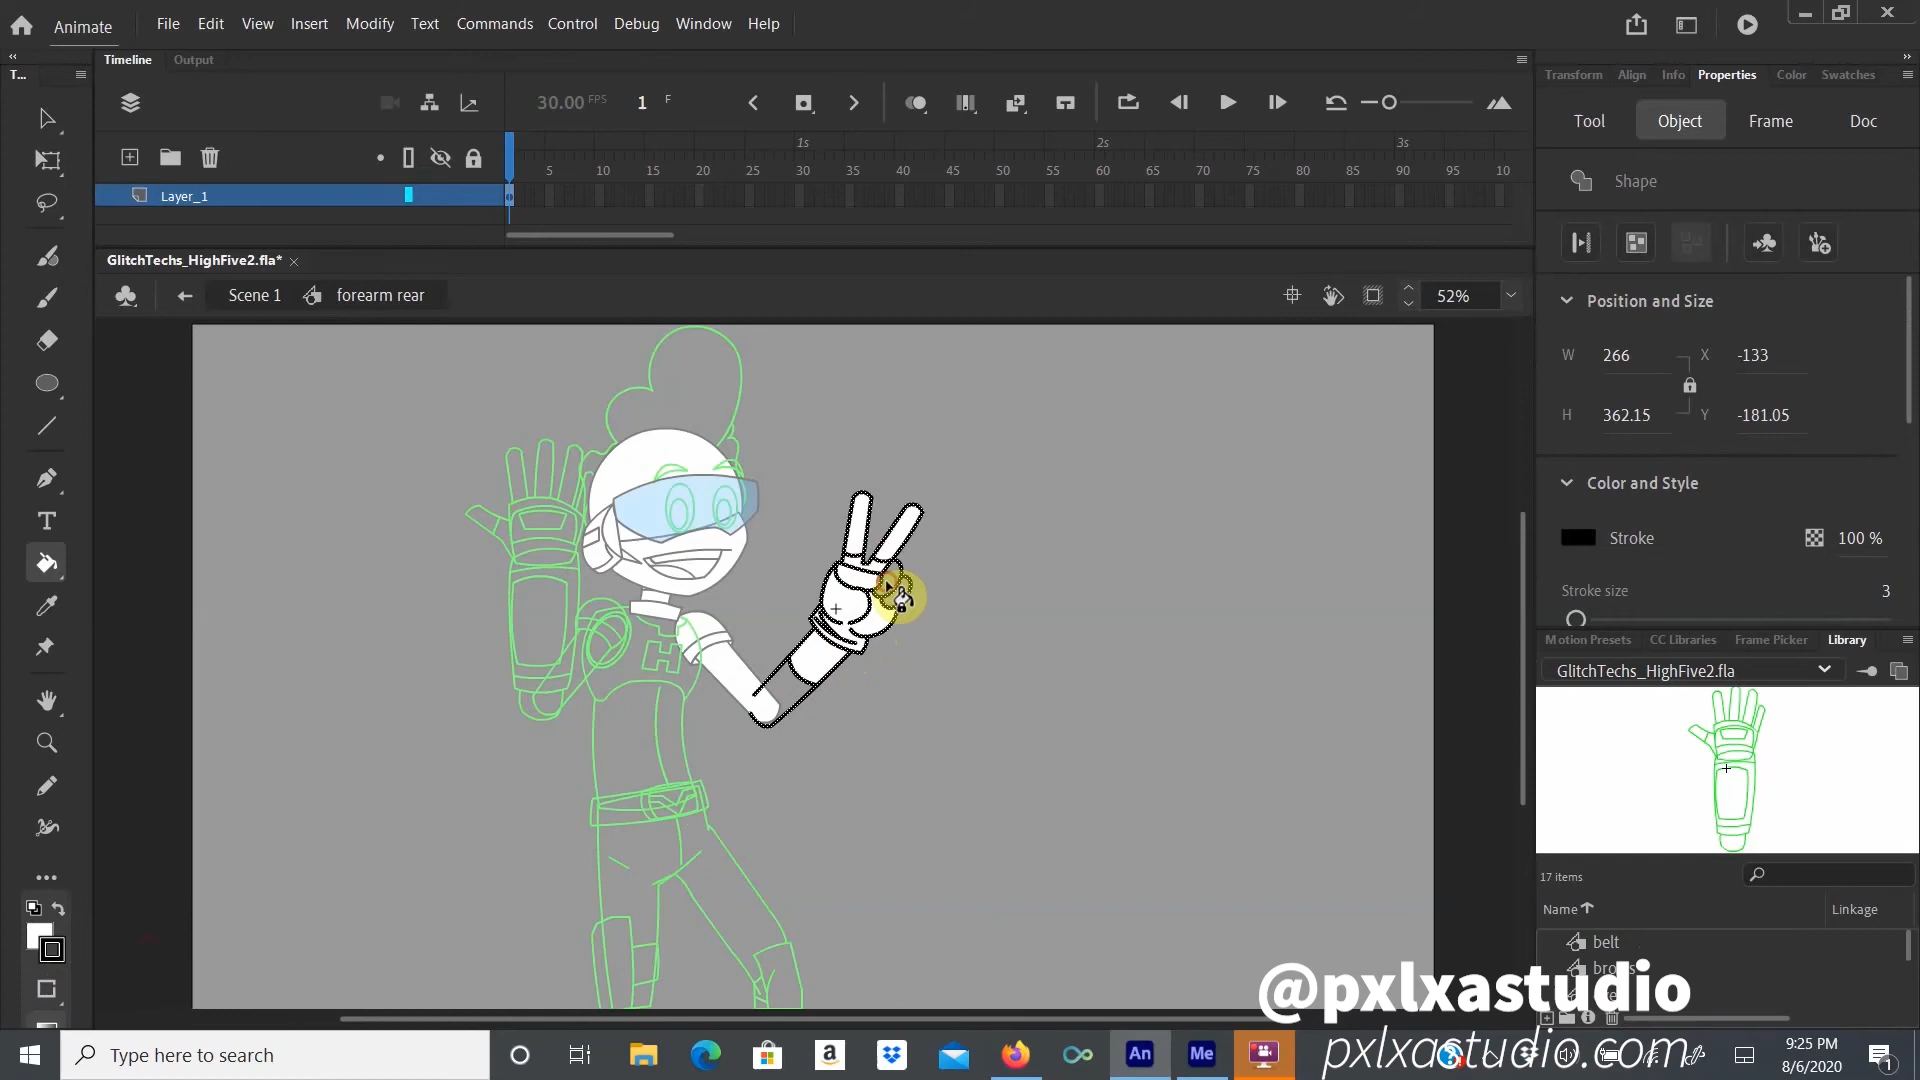 Animate File Edit View Insert Modify Text Commands Control Debug Window Help
T... Timeline Output Transform Align Info Properties Color Swatches
30.00 FPS 1 F
Tool Object Frame Doc
1s 2s 3s
5 10 15 20 25 30 35 40 45 50 55 60 65 70 75 80 85 90 95 10
Layer_1
Shape
GlitchTechs_HighFive2.fla*
Scene 1 forearm rear 52%
Position and Size
W 266 X -133
H 362.15 Y -181.05
Color and Style
Stroke 100 %
Stroke size 3
Motion Presets CC Libraries Frame Picker Library
GlitchTechs_HighFive2.fla
H
17 items
Name Linkage
belt
@pxlxastudio
pxlxastudio.com
Type here to search
a An Me
9:25 PM
8/6/2020
1